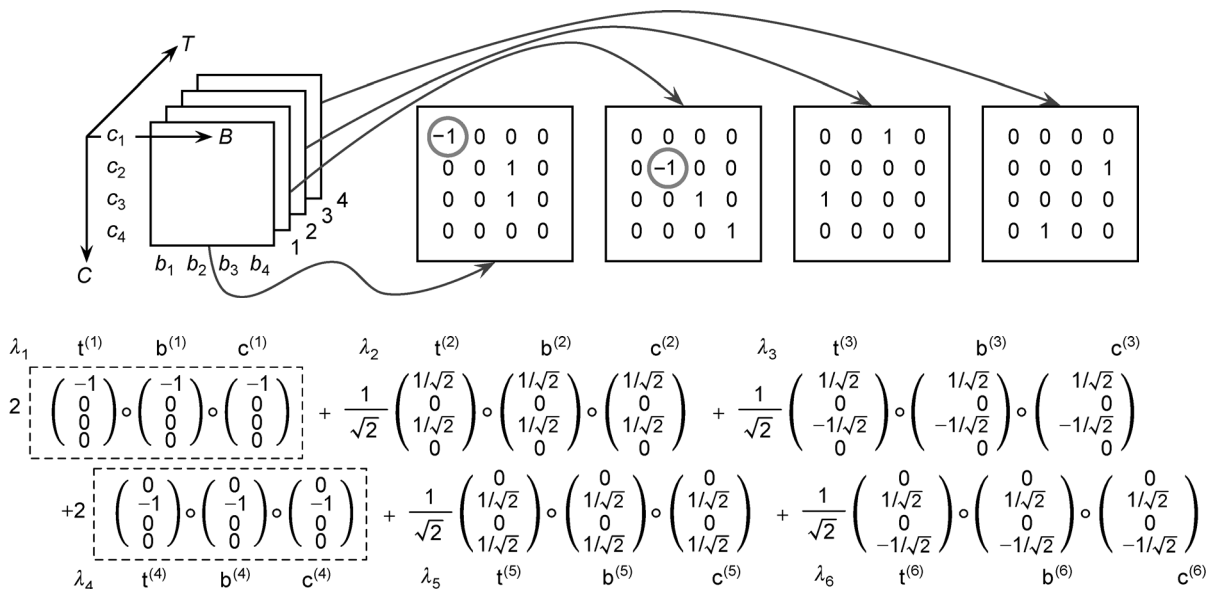 T
c₁ B
c₂
c₃
c₄
C
b₁ b₂ b₃ b₄
1 2 3 4
−1 0 0 0
0 0 1 0
0 0 1 0
0 0 0 0
0 0 0 0
0 −1 0 0
0 0 1 0
0 0 0 1
0 0 1 0
0 0 0 0
1 0 0 0
0 0 0 0
0 0 0 0
0 0 0 1
0 0 0 0
0 1 0 0
λ₁ t⁽¹⁾ b⁽¹⁾ c⁽¹⁾ λ₂ t⁽²⁾ b⁽²⁾ c⁽²⁾ λ₃ t⁽³⁾ b⁽³⁾ c⁽³⁾
2 (−1 0 0 0) ∘ (−1 0 0 0) ∘ (−1 0 0 0) + 1/√2 (1/√2 0 1/√2 0) ∘ (1/√2 0 1/√2 0) ∘ (1/√2 0 1/√2 0) + 1/√2 (1/√2 0 −1/√2 0) ∘ (1/√2 0 −1/√2 0) ∘ (1/√2 0 −1/√2 0)
+2 (0 −1 0 0) ∘ (0 −1 0 0) ∘ (0 −1 0 0) + 1/√2 (0 1/√2 0 1/√2) ∘ (0 1/√2 0 1/√2) ∘ (0 1/√2 0 1/√2) + 1/√2 (0 1/√2 0 −1/√2) ∘ (0 1/√2 0 −1/√2) ∘ (0 1/√2 0 −1/√2)
λ₄ t⁽⁴⁾ b⁽⁴⁾ c⁽⁴⁾ λ₅ t⁽⁵⁾ b⁽⁵⁾ c⁽⁵⁾ λ₆ t⁽⁶⁾ b⁽⁶⁾ c⁽⁶⁾